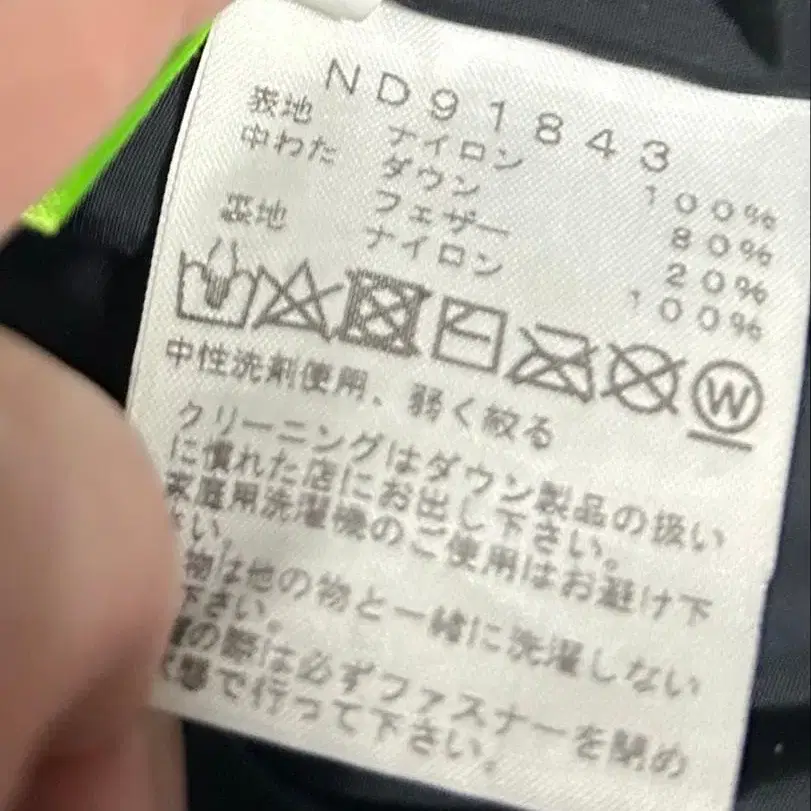 ND91843
表地 ナイロン 100%
中わた ダウン 80%
フェザー 20%
裏地 ナイロン 100%
W
中性洗剤使用、弱く絞る
クリーニングはダウン製品の扱い
に慣れた店にお出し下さい。
家庭用洗濯機のご使用はお避け下
さい。
物は他の物と一緒に洗濯しない
下さい。
の際は必ずファスナーを閉め
態で行って下さい。